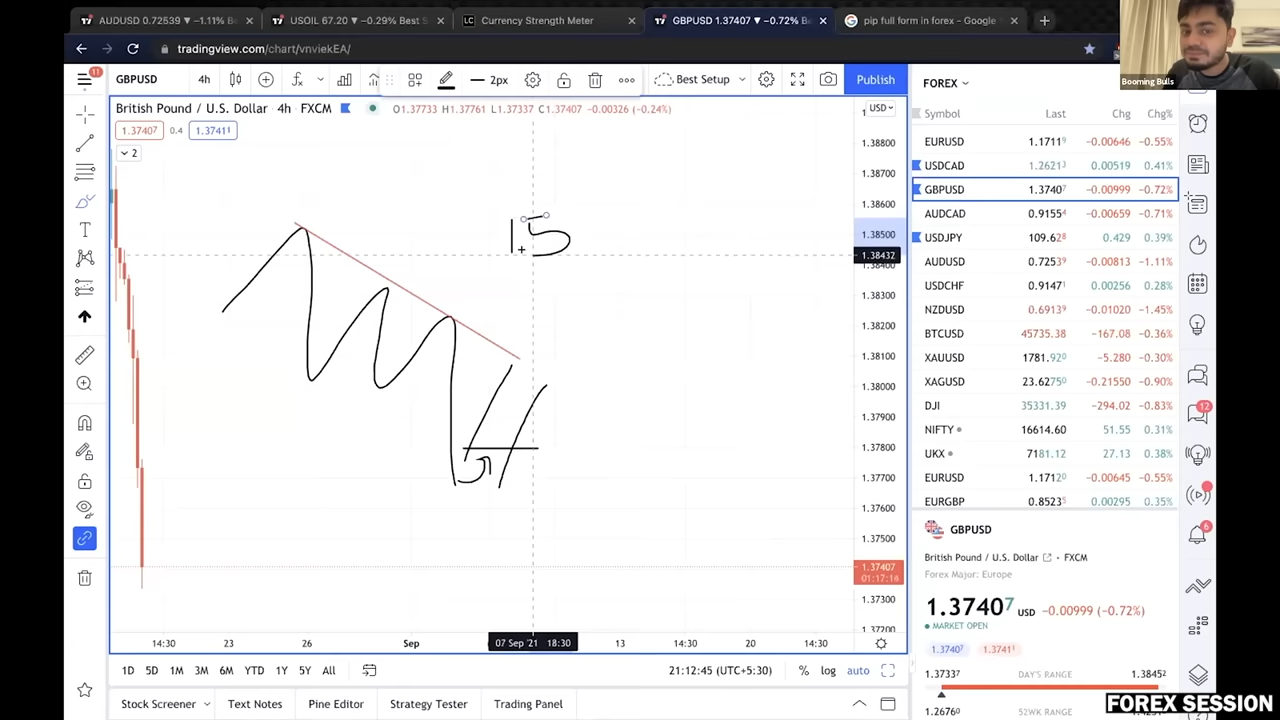 AUDUSD 0.72539 −1.11% B
USOIL 67.20 −0.29% Best S
LC Currency Strength Meter
GBPUSD 1.37407 −0.72% B
pip full form in forex - Google
tradingview.com/chart/vnviekEA/
Booming Bulls
11
GBPUSD 4h 2px Best Setup Publish
British Pound / U.S. Dollar 4h FXCM O1.37733 H1.37761 L1.37337 C1.37407 −0.00326 (−0.24%)
1.37407 0.4 1.37411
2
15
USD
1.38800
1.38700
1.38600
1.38500
1.38432
1.38400
1.38300
1.38200
1.38100
1.38000
1.37900
1.37800
1.37700
1.37600
1.37500
1.37407
01:17:16
1.37300
1.37200
14:30 23 26 Sep 07 Sep '21 18:30 13 14:30 20 14:30
1D 5D 1M 3M 6M YTD 1Y 5Y All 21:12:45 (UTC+5:30) % log auto
Stock Screener Text Notes Pine Editor Strategy Tester Trading Panel
FOREX
Symbol Last Chg Chg%
EURUSD 1.17119 −0.00646 −0.55%
USDCAD 1.26213 0.00519 0.41%
GBPUSD 1.37407 −0.00999 −0.72%
AUDCAD 0.91554 −0.00659 −0.71%
USDJPY 109.628 0.429 0.39%
AUDUSD 0.72539 −0.00813 −1.11%
USDCHF 0.91471 0.00256 0.28%
NZDUSD 0.69139 −0.01020 −1.45%
BTCUSD 45735.38 −167.08 −0.36%
XAUUSD 1781.920 −5.280 −0.30%
XAGUSD 23.6275 −0.21550 −0.90%
DJI 35331.39 −294.02 −0.83%
NIFTY 16614.60 51.55 0.31%
UKX 7181.12 27.13 0.38%
EURUSD 1.17120 −0.00645 −0.55%
EURGBP 0.85235 0.00295 0.35%
12
6
GBPUSD
British Pound / U.S. Dollar FXCM
Forex Major: Europe
1.37407 USD −0.00999 (−0.72%)
MARKET OPEN
1.37407 1.37411
1.37337 DAY'S RANGE 1.38452
1.26760 52WK RANGE
FOREX SESSION